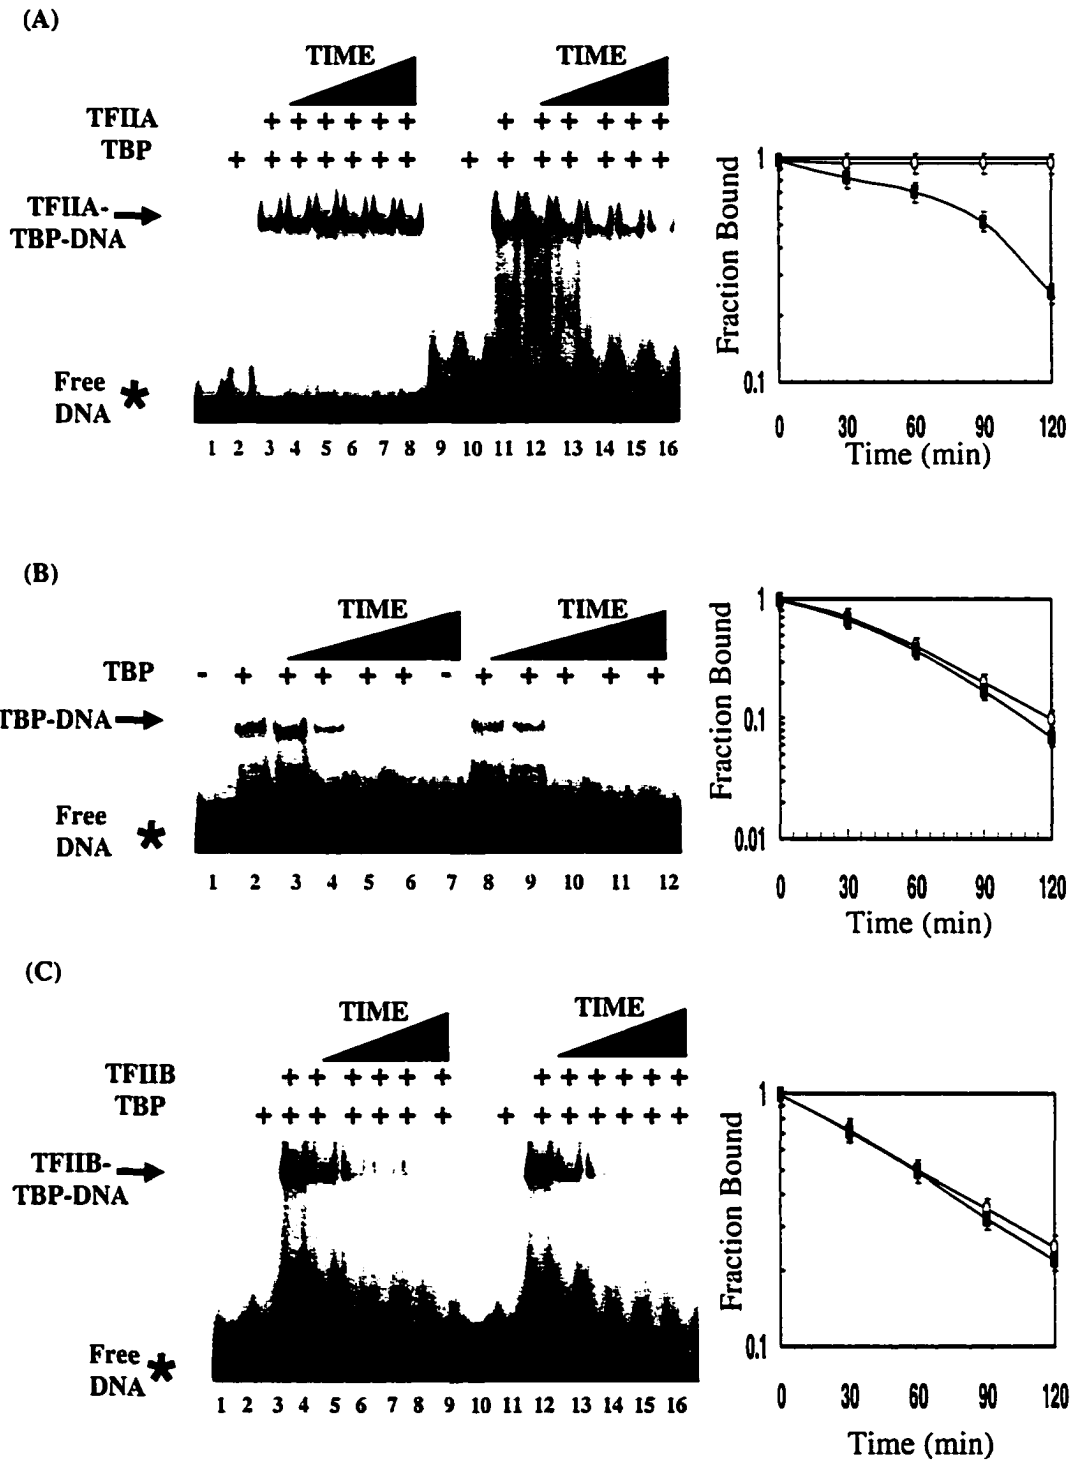 (A)
TIME TIME
TFIIA + + + + + + + + + + + +
TBP + + + + + + + + + + + + + +
TFIIA-
TBP-DNA
Free
DNA *
1 2 3 4 5 6 7 8 9 10 11 12 13 14 15 16
Fraction Bound
1
0.1
0 30 60 90 120
Time (min)
(B)
TIME TIME
TBP - + + + + + - + + + + +
TBP-DNA
Free
DNA *
1 2 3 4 5 6 7 8 9 10 11 12
Fraction Bound
1
0.1
0.01
0 30 60 90 120
Time (min)
(C)
TIME TIME
TFIIB + + + + + + + + + + + +
TBP + + + + + + + + + + + + + +
TFIIB-
TBP-DNA
Free
DNA *
1 2 3 4 5 6 7 8 9 10 11 12 13 14 15 16
Fraction Bound
1
0.1
0 30 60 90 120
Time (min)